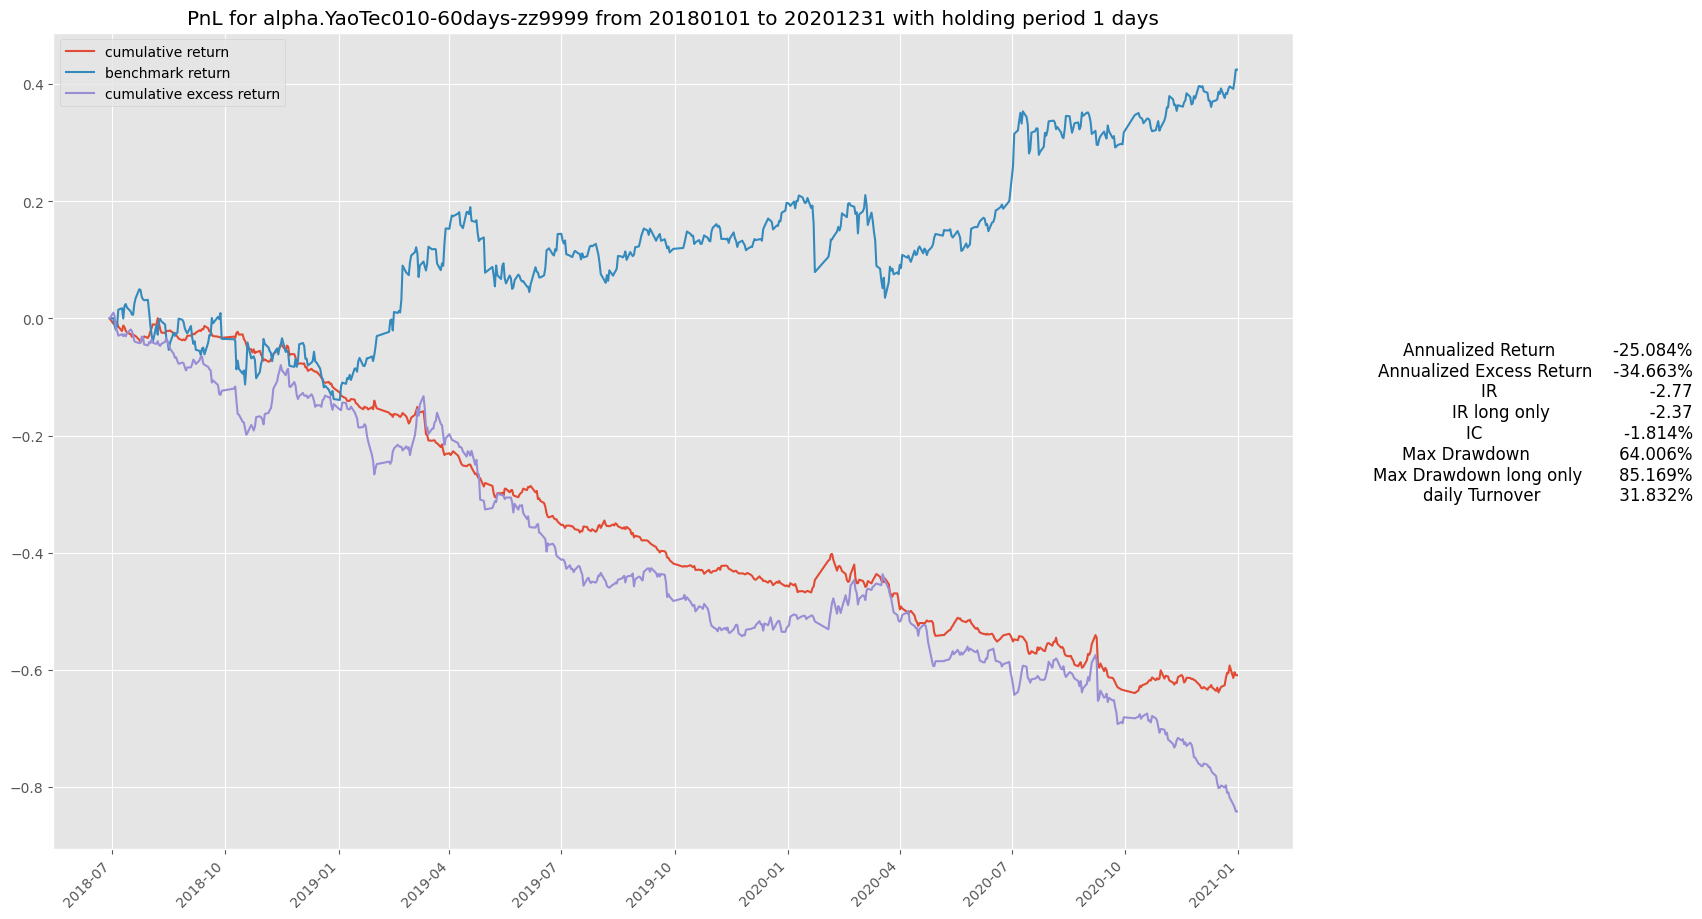 PnL for alpha.YaoTec010-60days-zz9999 from 20180101 to 20201231 with holding period 1 days
cumulative return
benchmark return
cumulative excess return
0.4
0.2
0.0
−0.2
−0.4
−0.6
−0.8
Annualized Return -25.084%
Annualized Excess Return -34.663%
IR -2.77
IR long only -2.37
IC -1.814%
Max Drawdown 64.006%
Max Drawdown long only 85.169%
daily Turnover 31.832%
2018-07
2018-10
2019-01
2019-04
2019-07
2019-10
2020-01
2020-04
2020-07
2020-10
2021-01